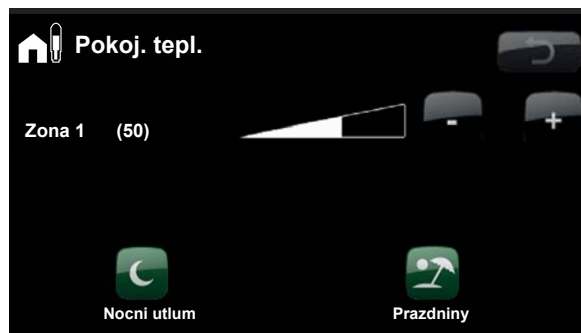 Pokoj. tepl.
Zona 1 (50)
-
+
Nocni utlum
Prazdniny